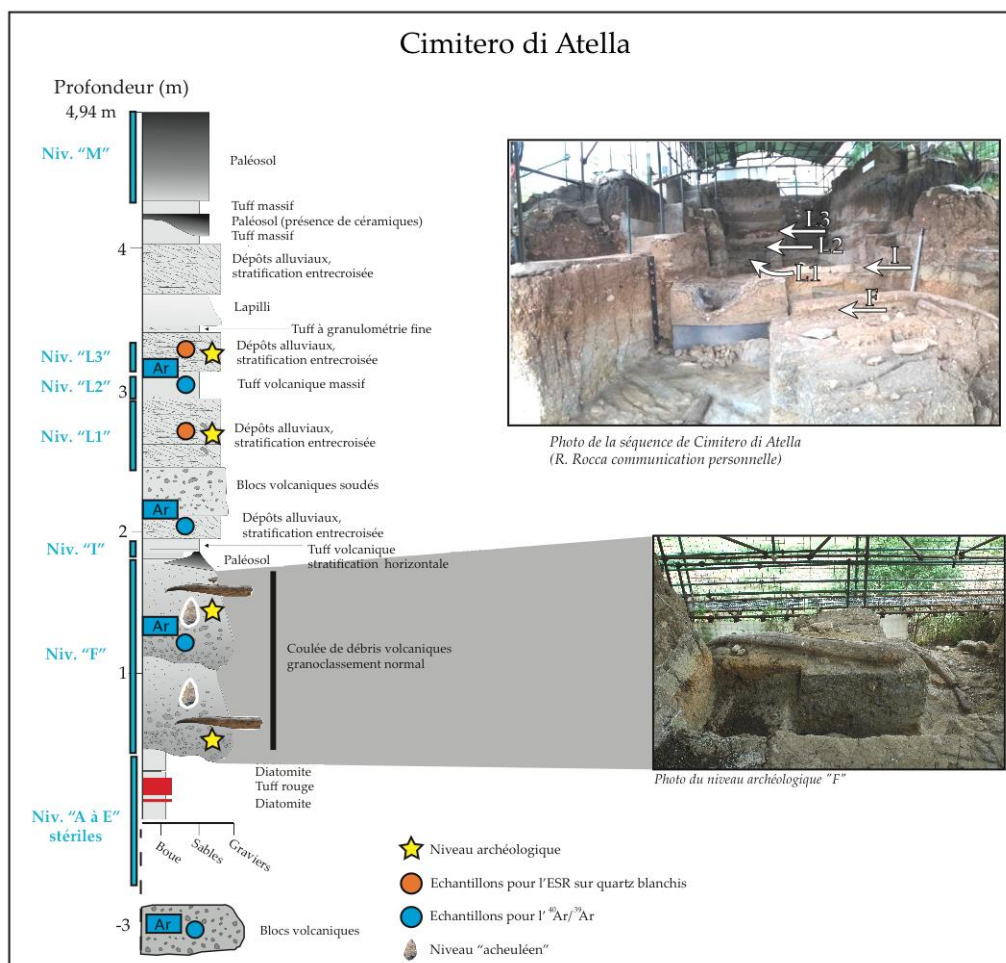 Cimitero di Atella
Profondeur (m)
4,94 m
Niv. "M"
Paléosol
Tuff massif
Paléosol (présence de céramiques)
Tuff massif
4
Dépôts alluviaux,
stratification entrecroisée
Lapilli
Tuff à granulométrie fine
Niv. "L3"
Dépôts alluviaux,
stratification entrecroisée
Ar
Niv. "L2"
Tuff volcanique massif
3
Niv. "L1"
Dépôts alluviaux,
stratification entrecroisée
Blocs volcaniques soudés
Ar
Dépôts alluviaux,
stratification entrecroisée
2
Niv. "I"
Tuff volcanique
stratification horizontale
Paléosol
Ar
Niv. "F"
Coulée de débris volcaniques
granoclassement normal
1
Diatomite
Tuff rouge
Diatomite
Niv. "A à E"
stériles
Boue
Sables
Graviers
-3
Ar
Blocs volcaniques
L3
L2
I
L1
F
Photo de la séquence de Cimitero di Atella
(R. Rocca communication personnelle)
Photo du niveau archéologique "F"
Niveau archéologique
Echantillons pour l'ESR sur quartz blanchis
Echantillons pour l' ⁴⁰Ar/³⁹Ar
Niveau "acheuléen"